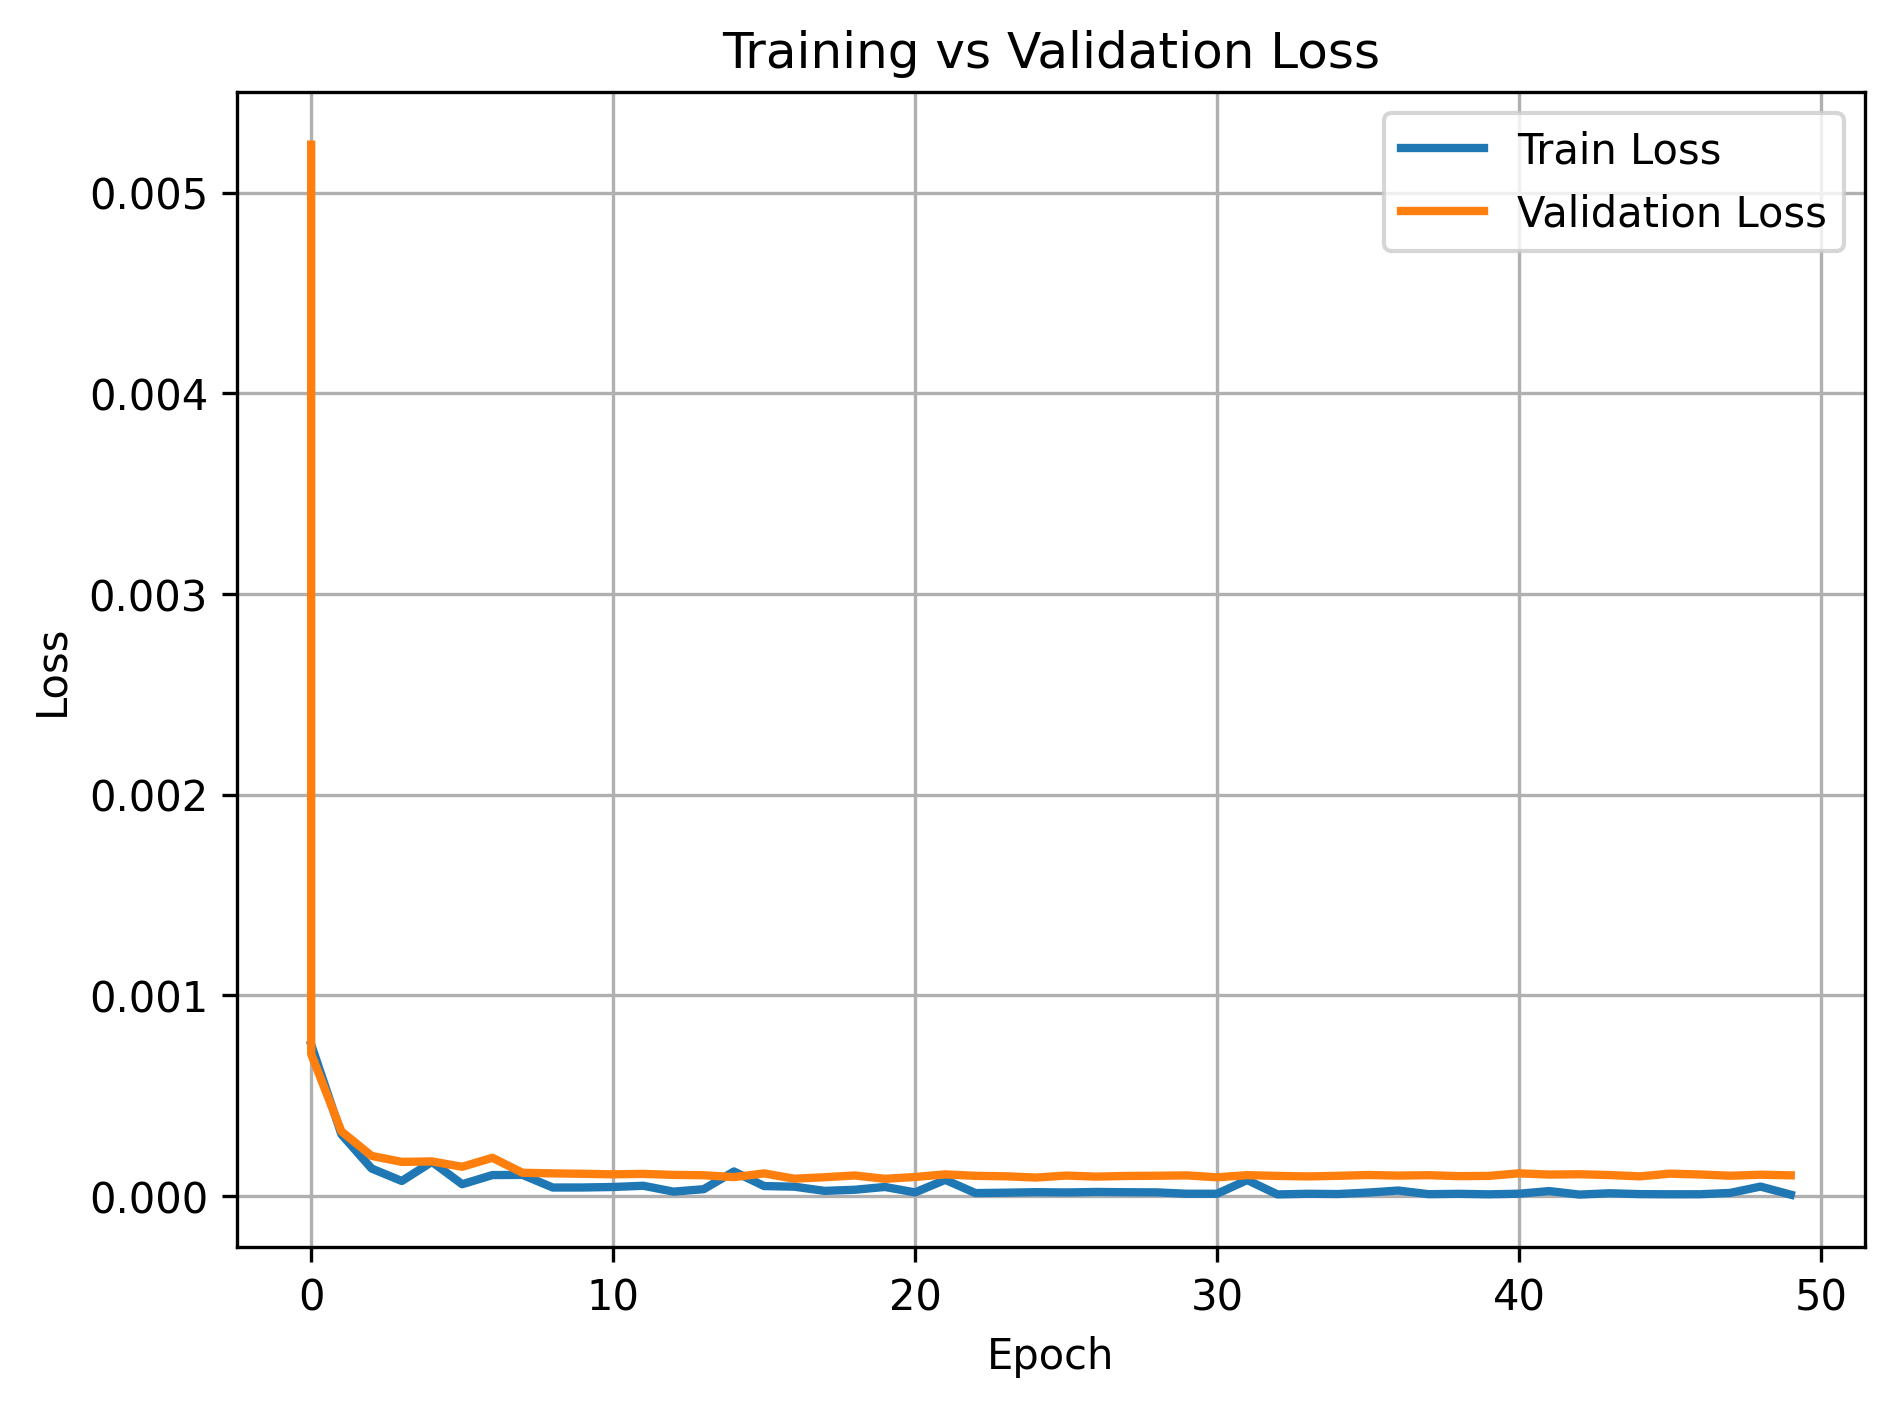 Training vs Validation Loss
Train Loss
Validation Loss
0.005
0.004
0.003
0.002
0.001
0.000
Loss
0 10 20 30 40 50
Epoch